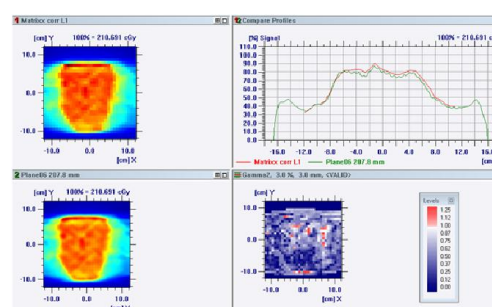 1 Matrixx corr L1
[cm] Y 100% = 210.691 cGy
10.0
0.0
-10.0
-10.0 0.0 10.0
[cm] X
Compare Profiles
[%] Signal 100% = 210.691 c
110.0
100.0
90.0
80.0
70.0
60.0
50.0
40.0
30.0
20.0
10.0
0.0
-16.0 -12.0 -8.0 -4.0 0.0 4.0 8.0 12.0 16.0
[cm] X
Matrixx corr L1 Plane06 207.8 mm
2 Plane06 207.8 mm
[cm] Y 100% = 210.691 cGy
10.0
0.0
-10.0
-10.0 0.0 10.0
Gamma2, 3.0 %, 3.0 mm, <VALID>
[cm] Y
10.0
0.0
-10.0
-10.0 0.0 10.0
[cm] X
Levels
1.25
1.12
1.00
0.87
0.75
0.62
0.50
0.37
0.25
0.12
0.00